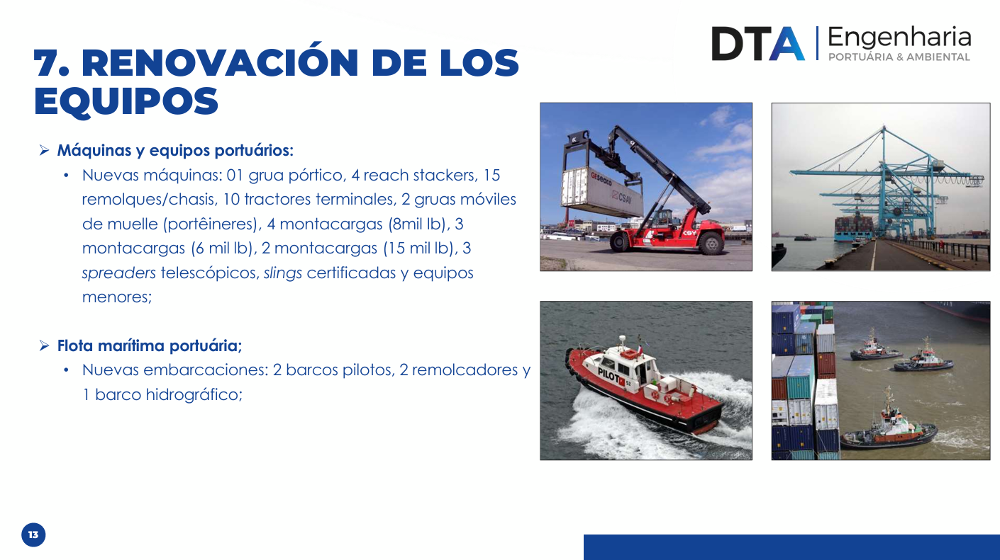 DTA Engenharia
PORTUÁRIA & AMBIENTAL
7. RENOVACIÓN DE LOS
EQUIPOS
➢ Máquinas y equipos portuários:
• Nuevas máquinas: 01 grua pórtico, 4 reach stackers, 15
remolques/chasis, 10 tractores terminales, 2 gruas móviles
de muelle (portêineres), 4 montacargas (8mil lb), 3
montacargas (6 mil lb), 2 montacargas (15 mil lb), 3
spreaders telescópicos, slings certificadas y equipos
menores;
➢ Flota marítima portuária;
• Nuevas embarcaciones: 2 barcos pilotos, 2 remolcadores y
1 barco hidrográfico;
GESeaco
CSAV
PILOT 52
13